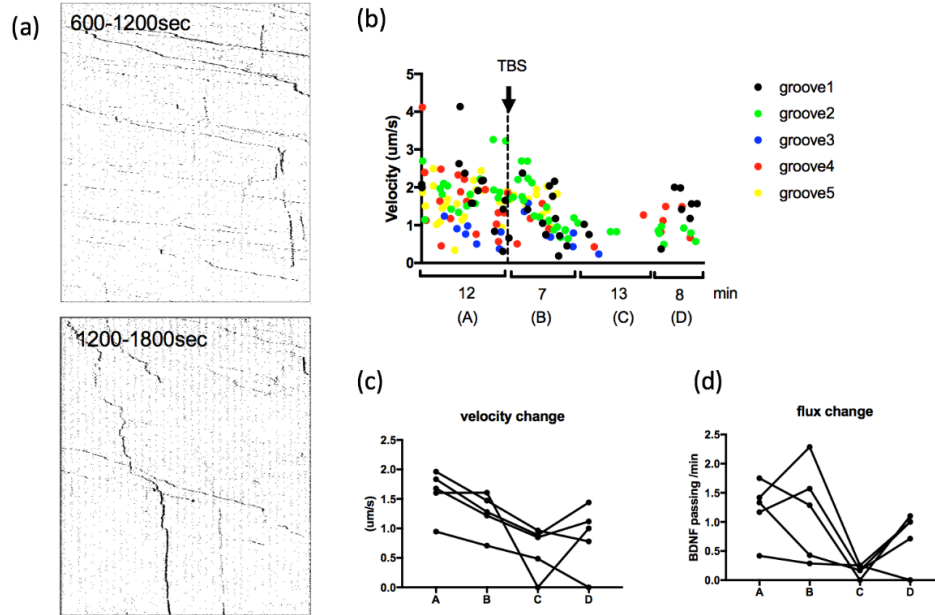 (a)
600-1200sec
1200-1800sec
(b)
TBS
Velocity (um/s)
5
4
3
2
1
0
12
7
13
8
min
(A)
(B)
(C)
(D)
groove1
groove2
groove3
groove4
groove5
(c)
velocity change
(um/s)
2.5
2.0
1.5
1.0
0.5
0.0
A
B
C
D
(d)
flux change
BDNF passing /min
2.5
2.0
1.5
1.0
0.5
0.0
A
B
C
D